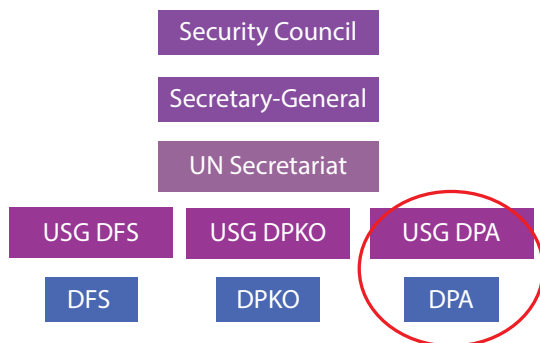 Security Council
Secretary-General
UN Secretariat
USG DFS USG DPKO USG DPA
DFS DPKO DPA